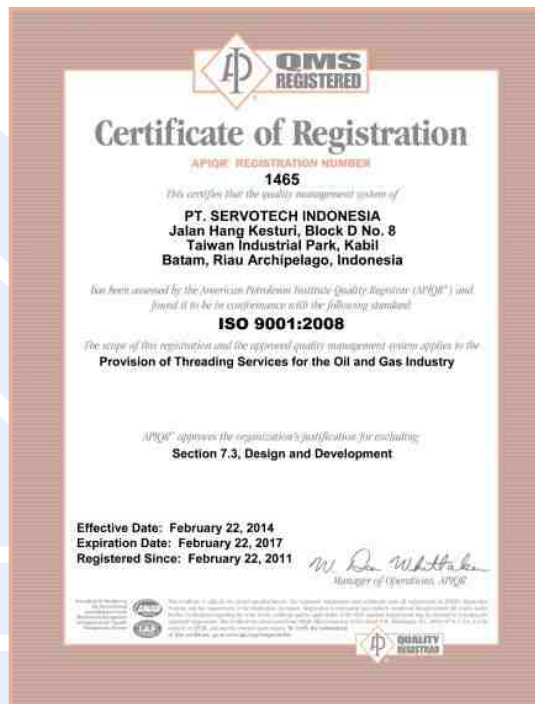 QMS
REGISTERED
Certificate of Registration
APIQR® REGISTRATION NUMBER
1465
This certifies that the quality management system of
PT. SERVOTECH INDONESIA
Jalan Hang Kesturi, Block D No. 8
Taiwan Industrial Park, Kabil
Batam, Riau Archipelago, Indonesia
has been assessed by the American Petroleum Institute Quality Registrar (APIQR®) and
found it to be in conformance with the following standard:
ISO 9001:2008
The scope of this registration and the approved quality management system applies to the
Provision of Threading Services for the Oil and Gas Industry
APIQR® approves the organization's justification for excluding
Section 7.3, Design and Development
Effective Date: February 22, 2014
Expiration Date: February 22, 2017
Registered Since: February 22, 2011
W. Don Whittaker
Manager of Operations, APIQR
QUALITY
REGISTRAR